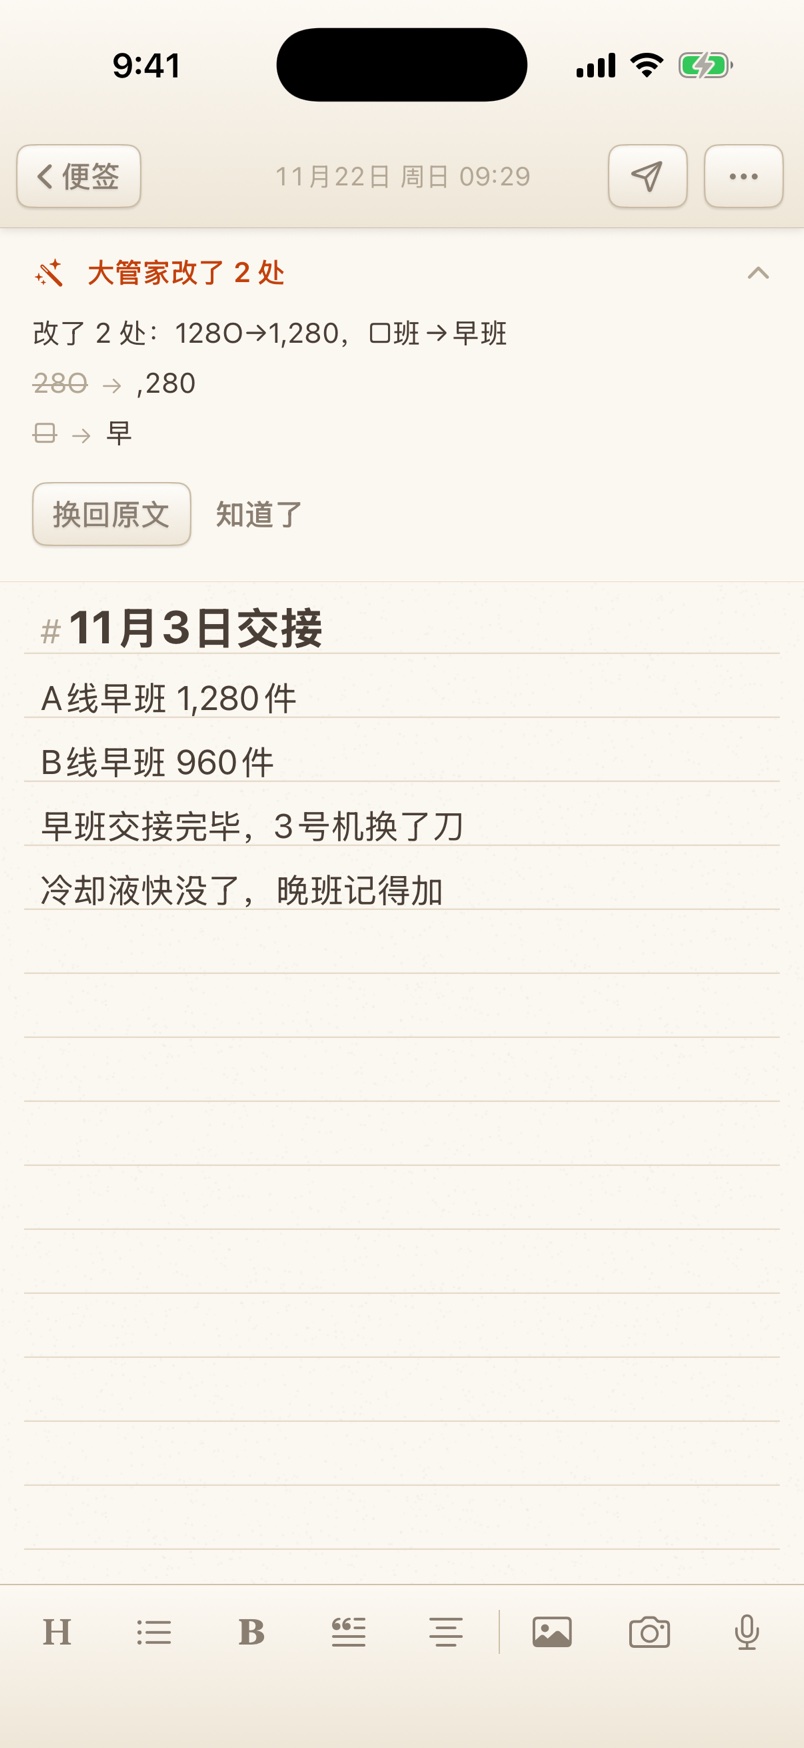 9:41
便签
11月22日 周日 09:29
大管家改了 2 处
改了 2 处：128O→1,280，口班→早班
28O → ,280
日 → 早
换回原文 知道了
# 11月3日交接
A线早班 1,280件
B线早班 960件
早班交接完毕，3号机换了刀
冷却液快没了，晚班记得加
H B